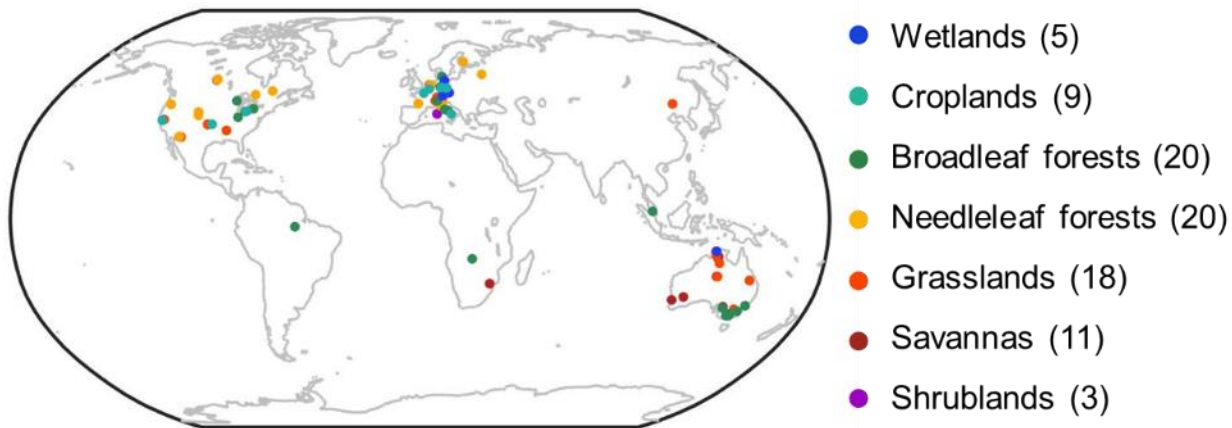 Wetlands (5)
Croplands (9)
Broadleaf forests (20)
Needleleaf forests (20)
Grasslands (18)
Savannas (11)
Shrublands (3)